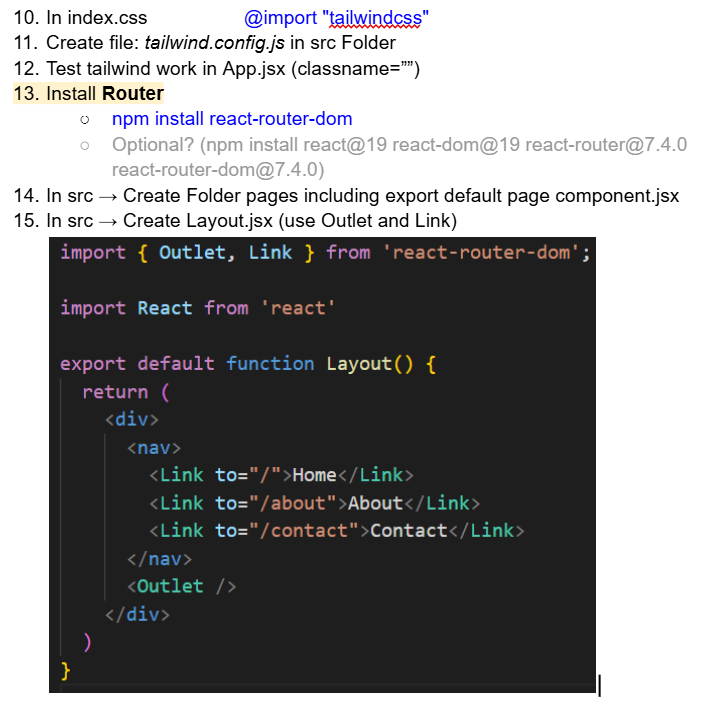 10. In index.css @import "tailwindcss"
11. Create file: tailwind.config.js in src Folder
12. Test tailwind work in App.jsx (classname=””)
13. Install Router
○ npm install react-router-dom
○ Optional? (npm install react@19 react-dom@19 react-router@7.4.0
react-router-dom@7.4.0)
14. In src → Create Folder pages including export default page component.jsx
15. In src → Create Layout.jsx (use Outlet and Link)
import { Outlet, Link } from 'react-router-dom';
import React from 'react'
export default function Layout() {
return (
<div>
<nav>
<Link to="/">Home</Link>
<Link to="/about">About</Link>
<Link to="/contact">Contact</Link>
</nav>
<Outlet />
</div>
)
}